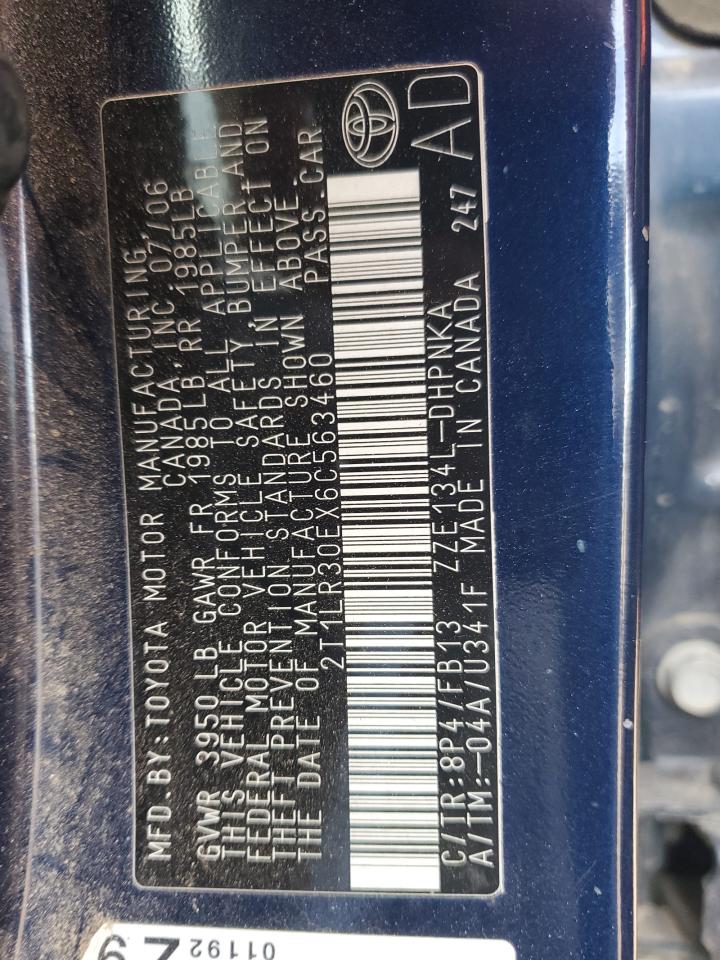 MFD. BY: TOYOTA MOTOR MANUFACTURING
CANADA, INC 07/06
GVWR 3950 LB GAWR FR 1985LB, RR 1985LB
THIS VEHICLE CONFORMS TO ALL APPLICABLE
FEDERAL MOTOR VEHICLE SAFETY, BUMPER AND
THEFT PREVENTION STANDARDS IN EFFECT ON
THE DATE OF MANUFACTURE SHOWN ABOVE.
2T1LR30EX6C563460 PASS. CAR
C/TR:8P4/FB13 ZZE134L-DHPNKA
A/TM:-04A/U341F MADE IN CANADA 247
AD
01192